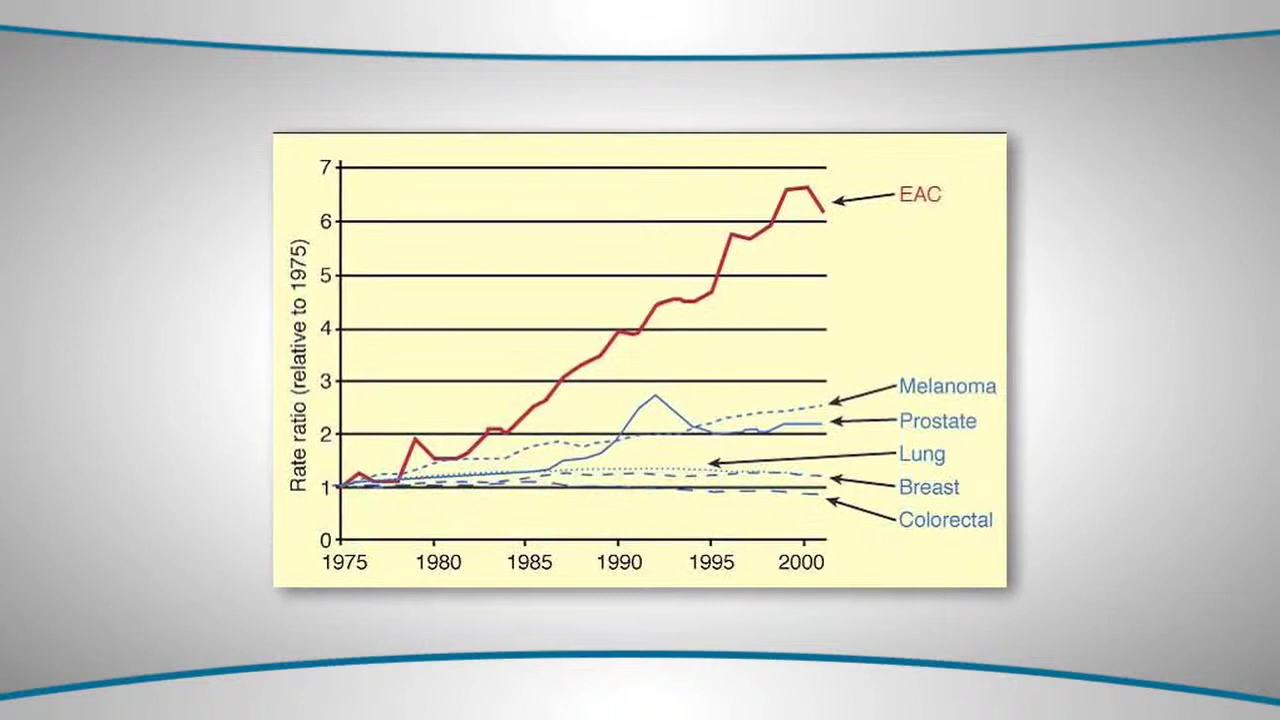 Rate ratio (relative to 1975)
7
6
5
4
3
2
1
0
1975 1980 1985 1990 1995 2000
EAC
Melanoma
Prostate
Lung
Breast
Colorectal